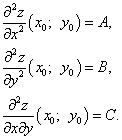 ∂²z/∂x² (x₀; y₀) = A,
∂²z/∂y² (x₀; y₀) = B,
∂²z/∂x∂y (x₀; y₀) = C.